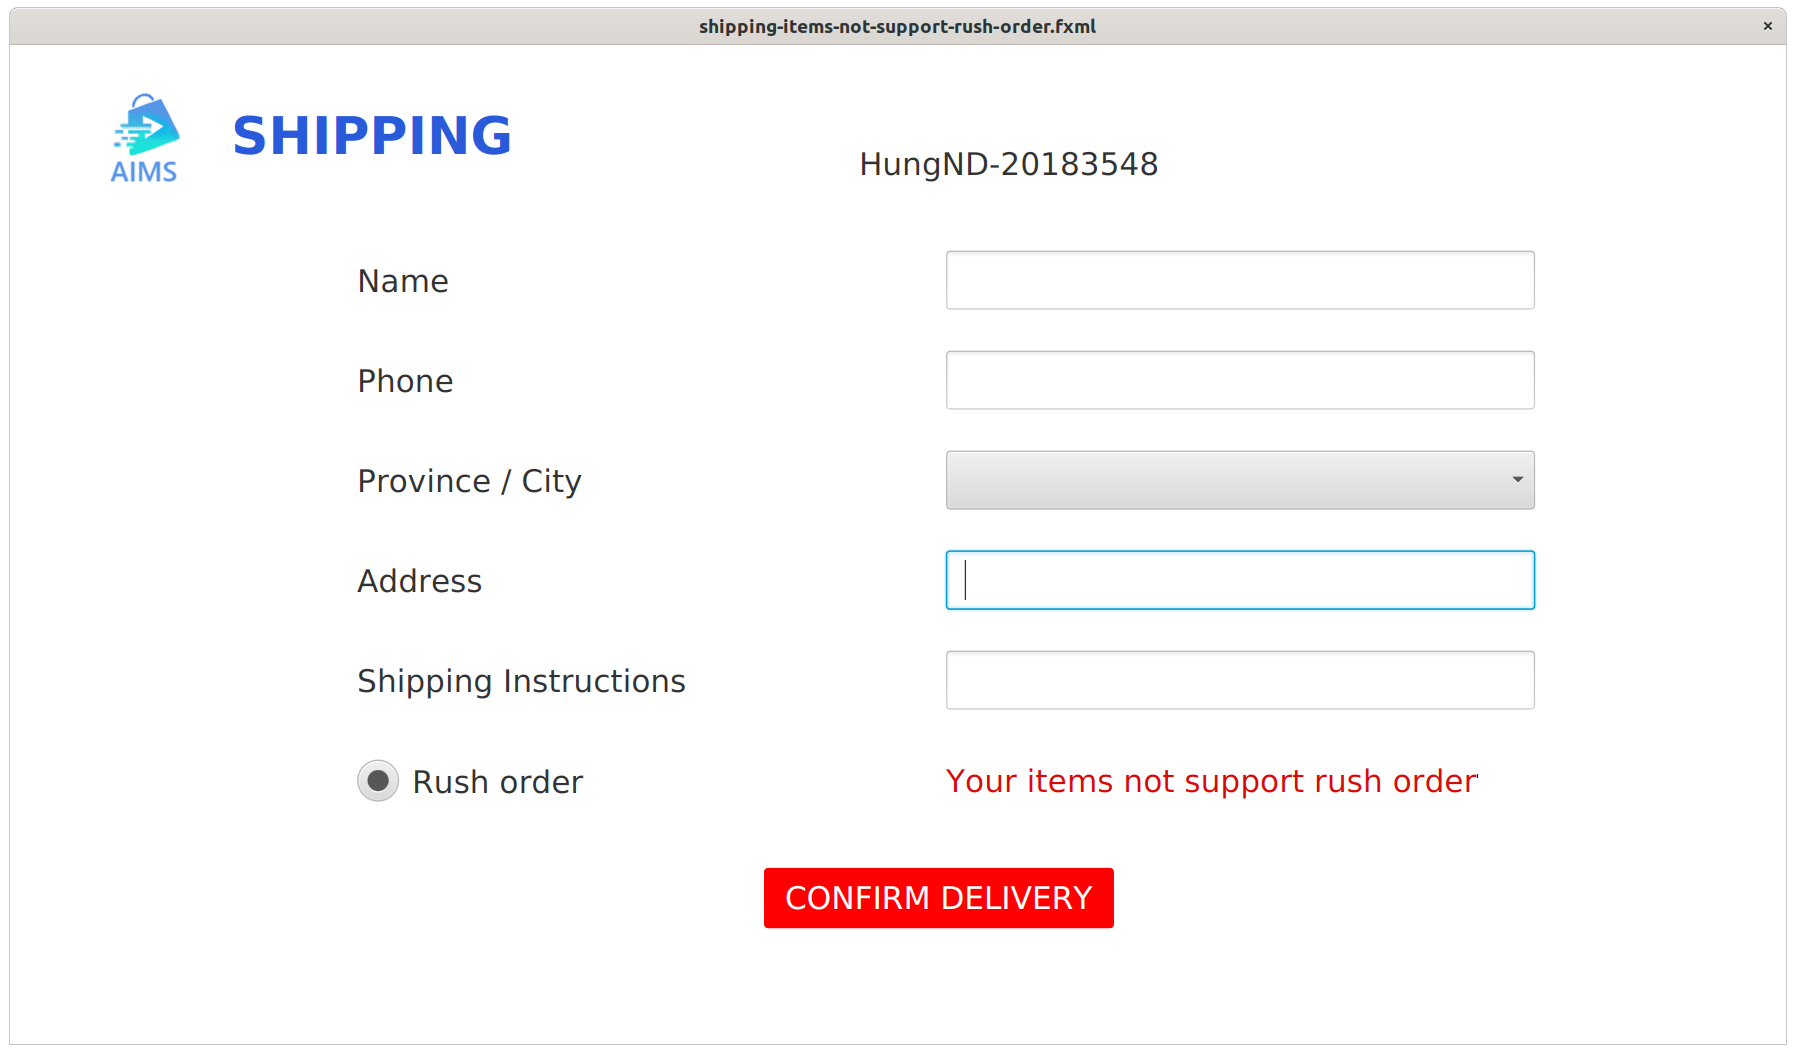 shipping-items-not-support-rush-order.fxml
AIMS
SHIPPING
HungND-20183548
Name
Phone
Province / City
Address
Shipping Instructions
Rush order
Your items not support rush order
CONFIRM DELIVERY